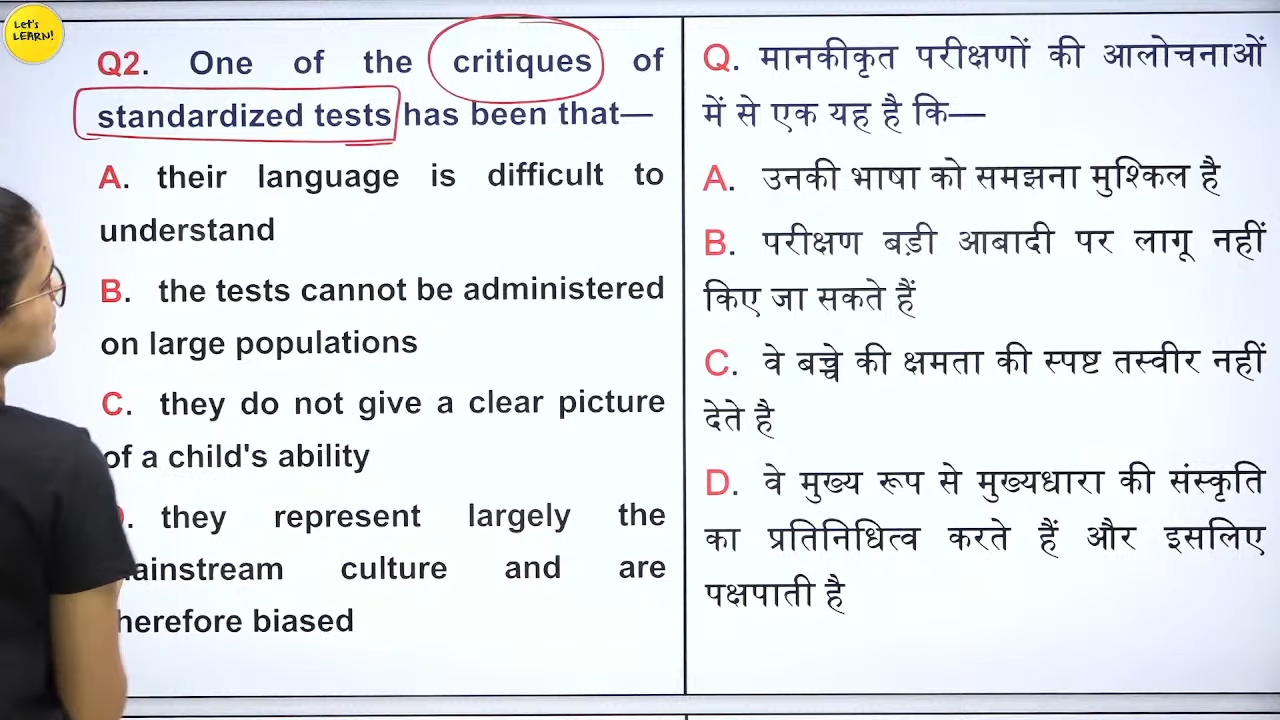 Let's
LEARN!
Q2. One of the critiques of
standardized tests has been that—
A. their language is difficult to
understand
B. the tests cannot be administered
on large populations
C. they do not give a clear picture
of a child's ability
. they represent largely the
ainstream culture and are
herefore biased
Q. मानकीकृत परीक्षणों की आलोचनाओं
में से एक यह है कि—
A. उनकी भाषा को समझना मुश्किल है
B. परीक्षण बड़ी आबादी पर लागू नहीं
किए जा सकते हैं
C. वे बच्चे की क्षमता की स्पष्ट तस्वीर नहीं
देते है
D. वे मुख्य रूप से मुख्यधारा की संस्कृति
का प्रतिनिधित्व करते हैं और इसलिए
पक्षपाती है